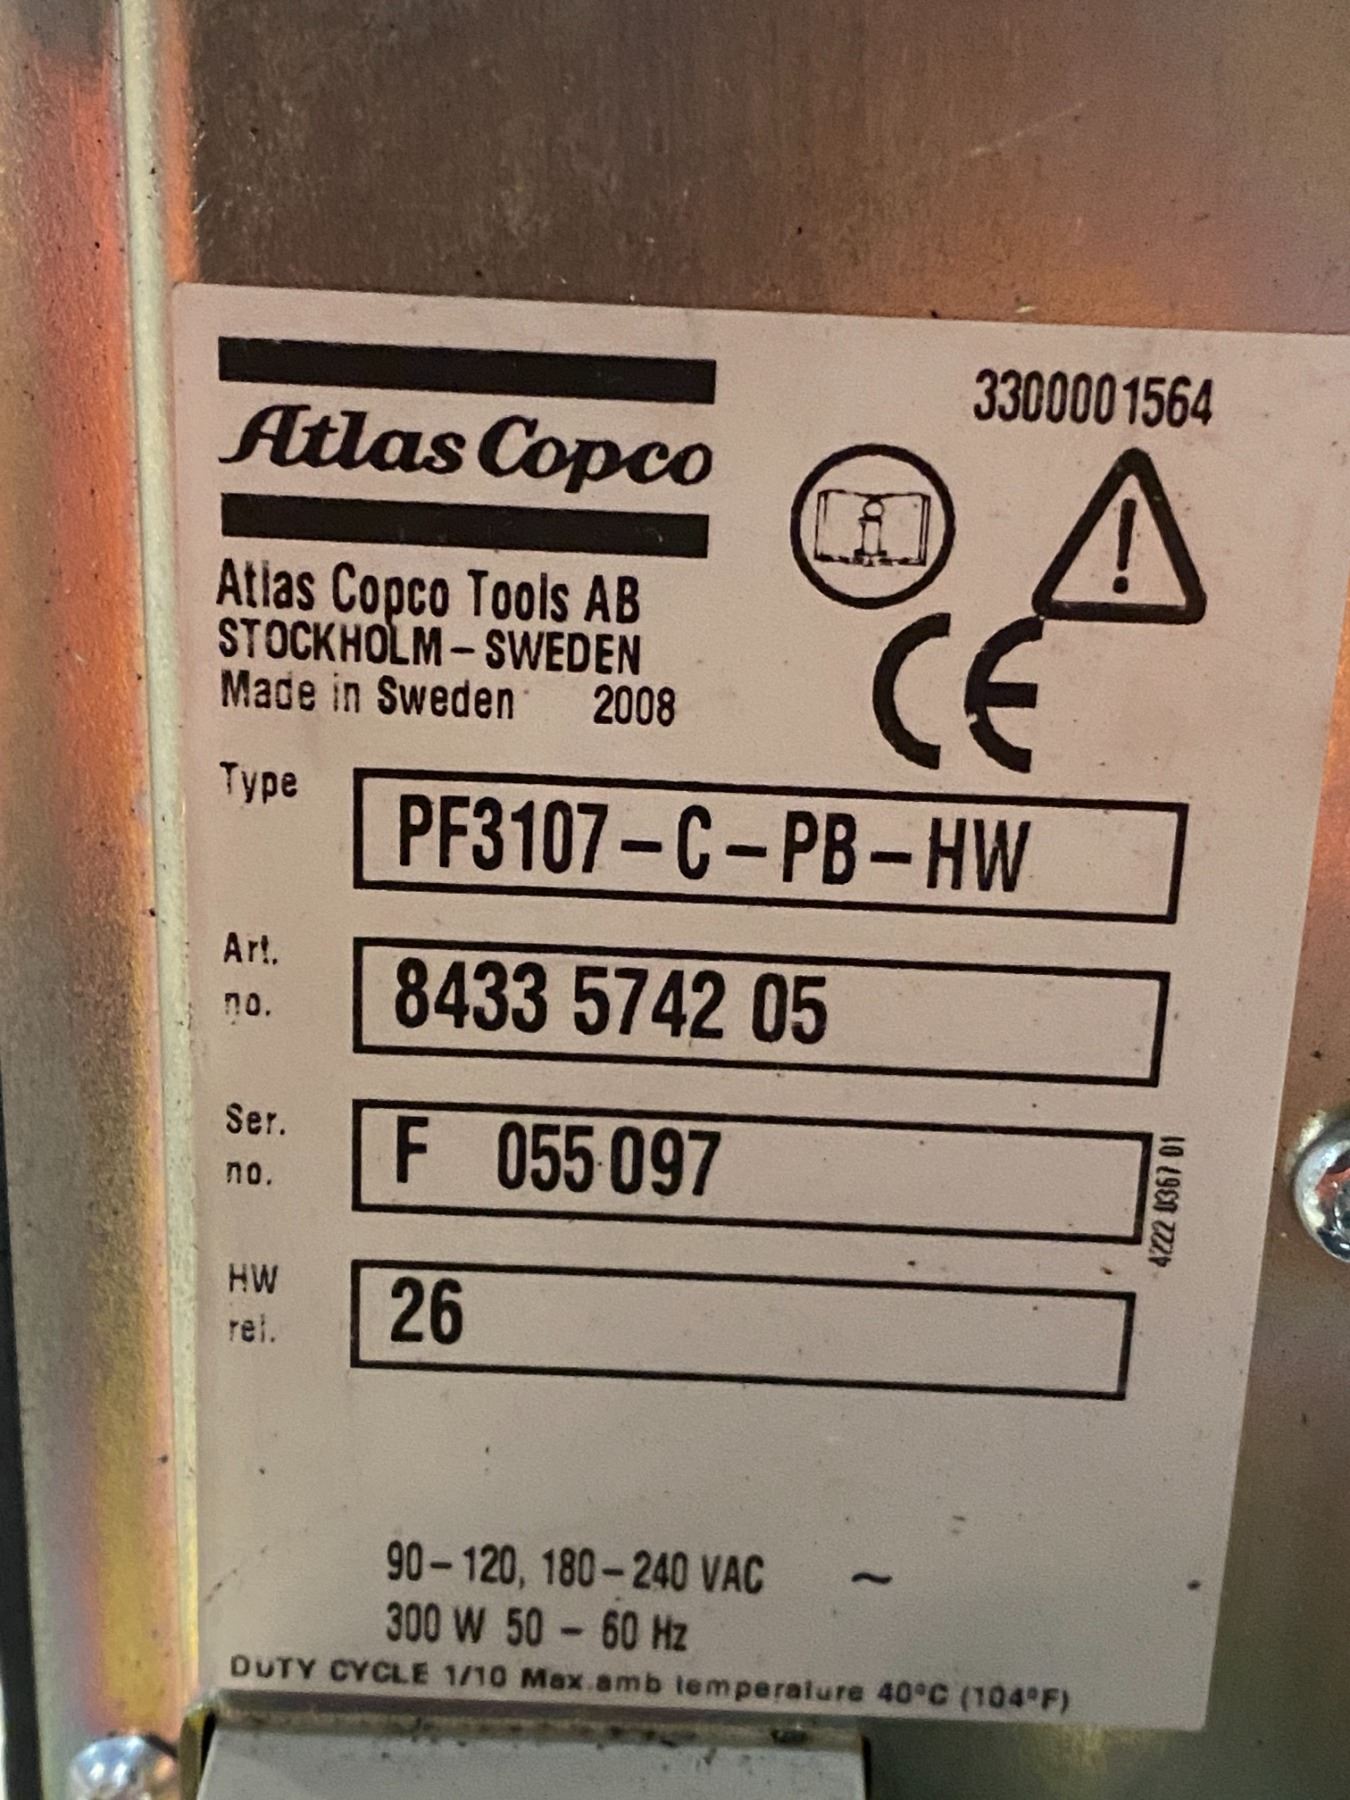 3300001564
Atlas Copco
i
!
Atlas Copco Tools AB
STOCKHOLM – SWEDEN
Made in Sweden 2008
CE
Type PF3107 – C – PB – HW
Art. no. 8433 5742 05
Ser. no. F 055 097
4222 0367 01
HW rel. 26
90 – 120, 180 – 240 VAC ~
300 W 50 – 60 Hz
DUTY CYCLE 1/10 Max.amb temperature 40°C (104°F)